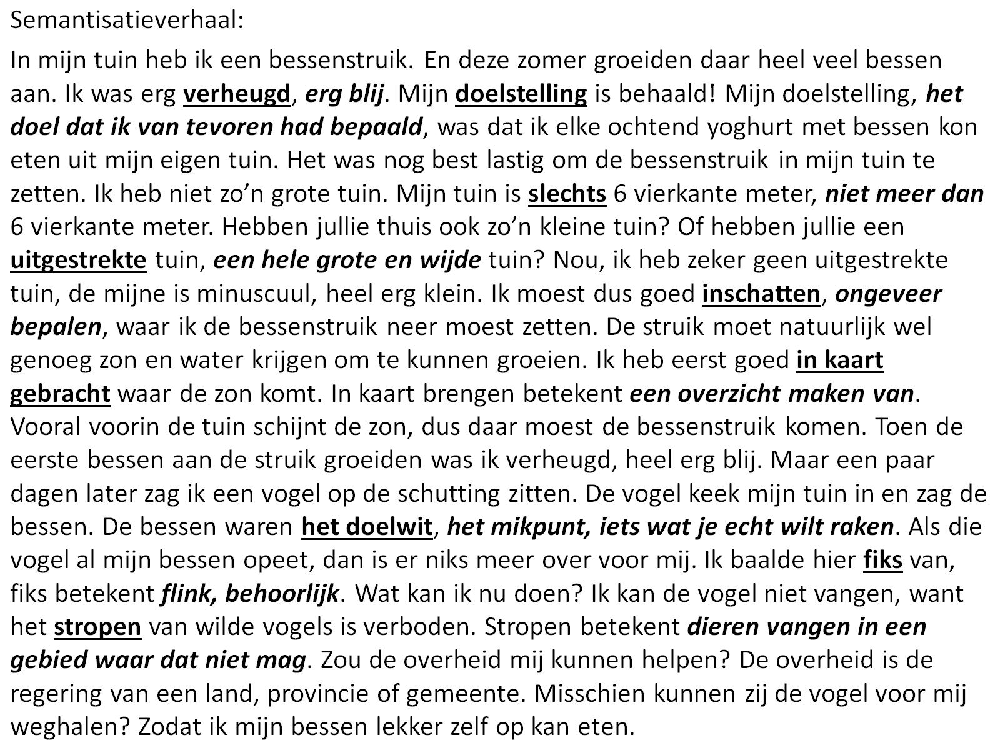 Semantisatieverhaal:
In mijn tuin heb ik een bessenstruik. En deze zomer groeiden daar heel veel bessen
aan. Ik was erg verheugd, erg blij. Mijn doelstelling is behaald! Mijn doelstelling, het
doel dat ik van tevoren had bepaald, was dat ik elke ochtend yoghurt met bessen kon
eten uit mijn eigen tuin. Het was nog best lastig om de bessenstruik in mijn tuin te
zetten. Ik heb niet zo’n grote tuin. Mijn tuin is slechts 6 vierkante meter, niet meer dan
6 vierkante meter. Hebben jullie thuis ook zo’n kleine tuin? Of hebben jullie een
uitgestrekte tuin, een hele grote en wijde tuin? Nou, ik heb zeker geen uitgestrekte
tuin, de mijne is minuscuul, heel erg klein. Ik moest dus goed inschatten, ongeveer
bepalen, waar ik de bessenstruik neer moest zetten. De struik moet natuurlijk wel
genoeg zon en water krijgen om te kunnen groeien. Ik heb eerst goed in kaart
gebracht waar de zon komt. In kaart brengen betekent een overzicht maken van.
Vooral voorin de tuin schijnt de zon, dus daar moest de bessenstruik komen. Toen de
eerste bessen aan de struik groeiden was ik verheugd, heel erg blij. Maar een paar
dagen later zag ik een vogel op de schutting zitten. De vogel keek mijn tuin in en zag de
bessen. De bessen waren het doelwit, het mikpunt, iets wat je echt wilt raken. Als die
vogel al mijn bessen opeet, dan is er niks meer over voor mij. Ik baalde hier fiks van,
fiks betekent flink, behoorlijk. Wat kan ik nu doen? Ik kan de vogel niet vangen, want
het stropen van wilde vogels is verboden. Stropen betekent dieren vangen in een
gebied waar dat niet mag. Zou de overheid mij kunnen helpen? De overheid is de
regering van een land, provincie of gemeente. Misschien kunnen zij de vogel voor mij
weghalen? Zodat ik mijn bessen lekker zelf op kan eten.